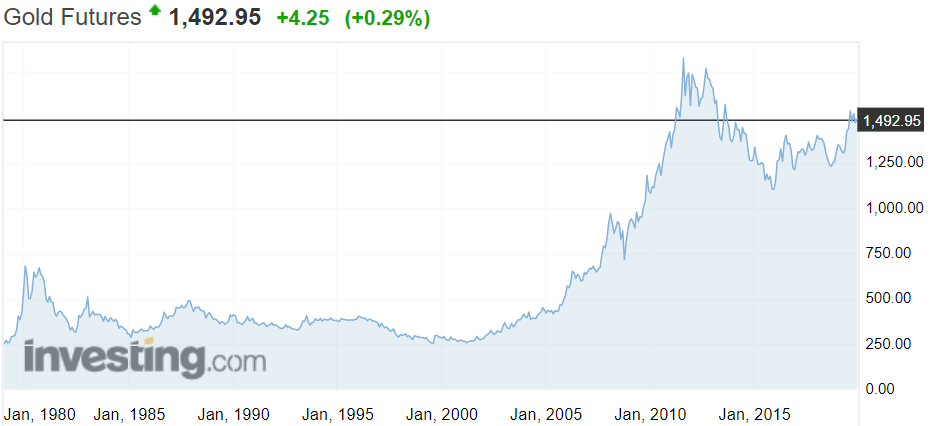 Gold Futures 1,492.95 +4.25 (+0.29%)
1,492.95
1,250.00
1,000.00
750.00
500.00
250.00
0.00
investing.com
Jan, 1980 Jan, 1985 Jan, 1990 Jan, 1995 Jan, 2000 Jan, 2005 Jan, 2010 Jan, 2015